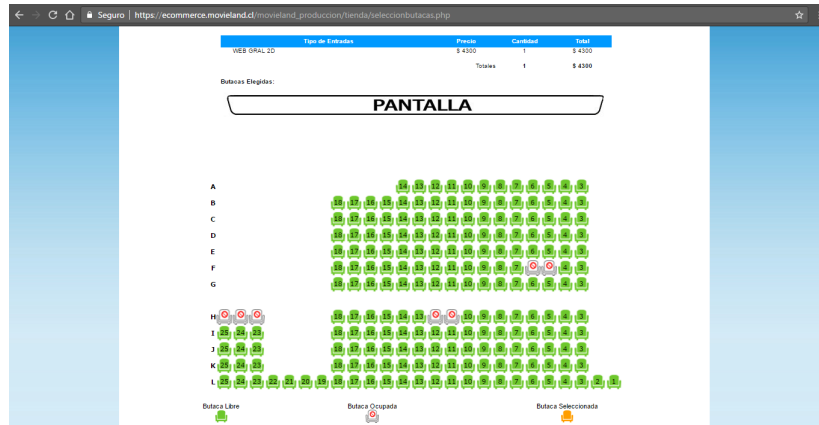 Seguro | https://ecommerce.movieland.cl/movieland_produccion/tienda/seleccionbutacas.php
Tipo de Entradas Precio Cantidad Total
WEB GRAL 2D $ 4300 1 $ 4300
Totales 1 $ 4300
Butacas Elegidas:
PANTALLA
A 14 13 12 11 10 9 8 7 6 5 4 3
B 18 17 16 15 14 13 12 11 10 9 8 7 6 5 4 3
C 18 17 16 15 14 13 12 11 10 9 8 7 6 5 4 3
D 18 17 16 15 14 13 12 11 10 9 8 7 6 5 4 3
E 18 17 16 15 14 13 12 11 10 9 8 7 6 5 4 3
F 18 17 16 15 14 13 12 11 10 9 8 7 4 3
G 18 17 16 15 14 13 12 11 10 9 8 7 6 5 4 3
H 18 17 16 15 14 13 10 9 8 7 6 5 4 3
I 25 24 23 18 17 16 15 14 13 12 11 10 9 8 7 6 5 4 3
J 25 24 23 18 17 16 15 14 13 12 11 10 9 8 7 6 5 4 3
K 25 24 23 18 17 16 15 14 13 12 11 10 9 8 7 6 5 4 3
L 25 24 23 22 21 20 19 18 17 16 15 14 13 12 11 10 9 8 7 6 5 4 3 2 1
Butaca Libre Butaca Ocupada Butaca Seleccionada